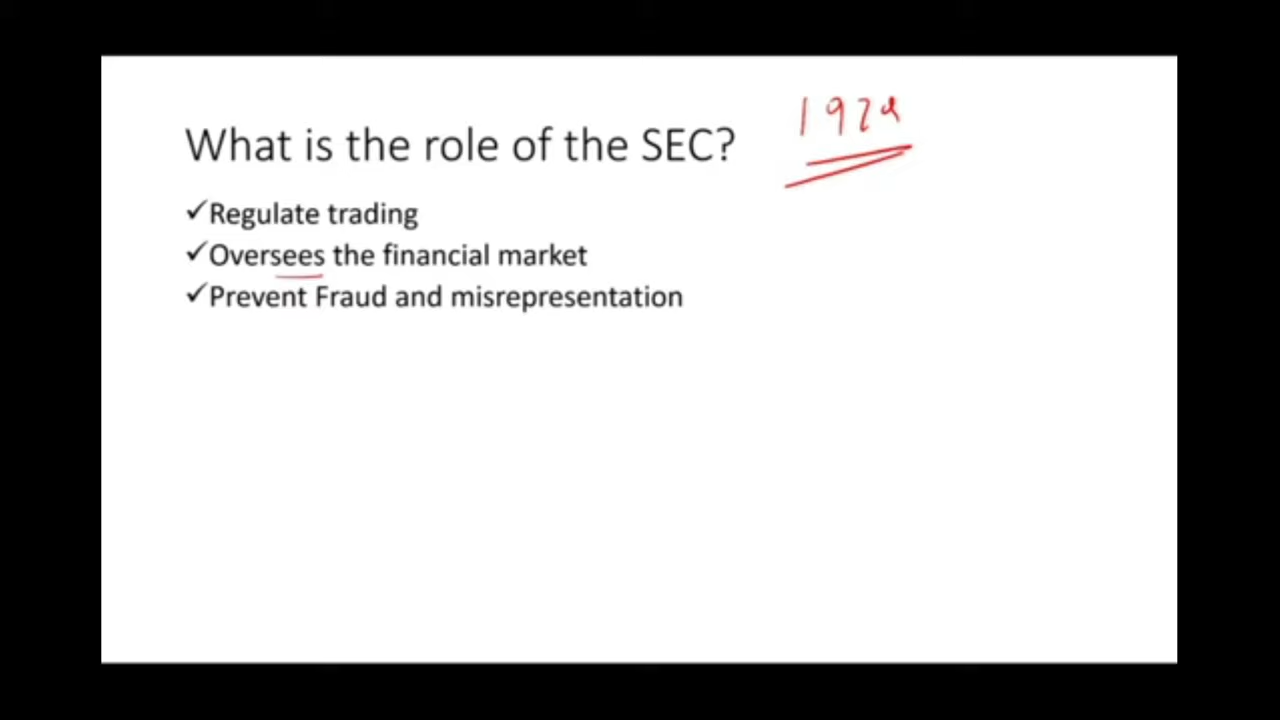 What is the role of the SEC?
1929
✓Regulate trading
✓Oversees the financial market
✓Prevent Fraud and misrepresentation